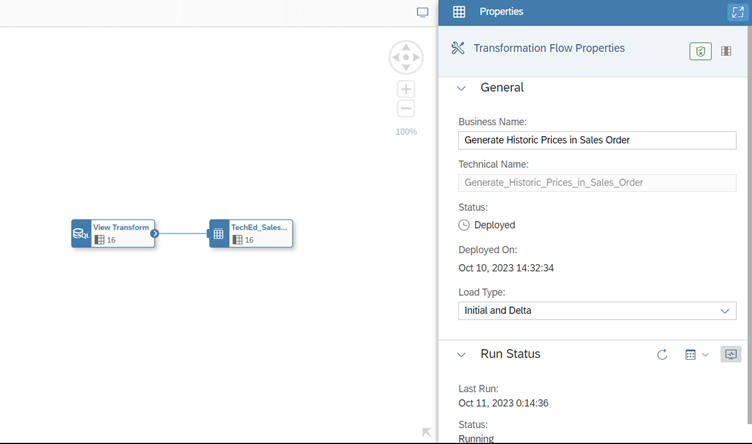 Properties
Transformation Flow Properties
General
Business Name:
Generate Historic Prices in Sales Order
Technical Name:
Generate_Historic_Prices_in_Sales_Order
Status:
Deployed
Deployed On:
Oct 10, 2023 14:32:34
Load Type:
Initial and Delta
Run Status
Last Run:
Oct 11, 2023 0:14:36
Status:
Running
100%
SQL
View Transform
16
TechEd_Sales...
16